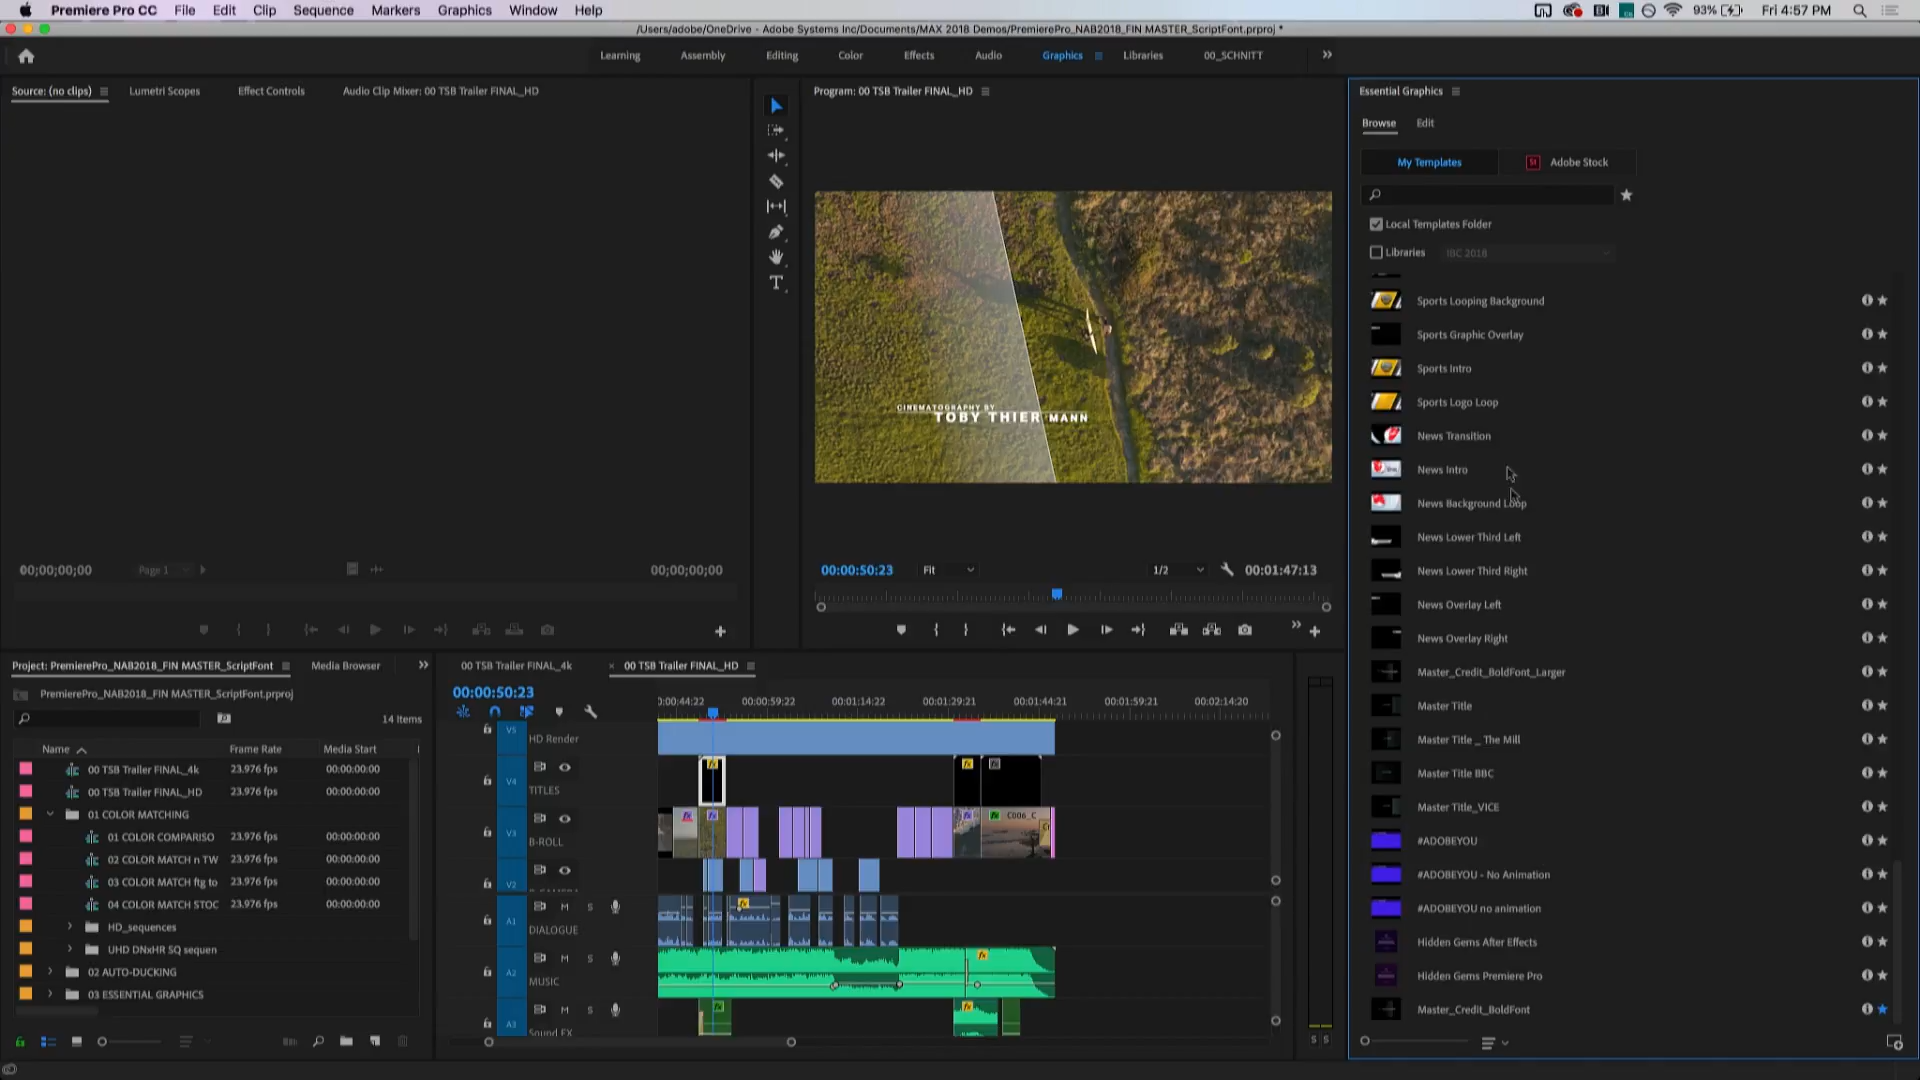 Premiere Pro CC File Edit Clip Sequence Markers Graphics Window Help 93% Fri 4:57 PM
/Users/adobe/OneDrive - Adobe Systems Inc/Documents/MAX 2018 Demos/PremierePro_NAB2018_FIN MASTER_ScriptFont.prproj *
Learning Assembly Editing Color Effects Audio Graphics Libraries 00_SCHNITT
Source: (no clips) Lumetri Scopes Effect Controls Audio Clip Mixer: 00 TSB Trailer FINAL_HD
00;00;00;00 Page 1 00;00;00;00
Program: 00 TSB Trailer FINAL_HD
CINEMATOGRAPHY BY
TOBY THIER MANN
00:00:50:23 Fit 1/2 00:01:47:13
Essential Graphics
Browse Edit
My Templates St Adobe Stock
Local Templates Folder
Libraries IBC 2018
Sports Looping Background
Sports Graphic Overlay
Sports Intro
Sports Logo Loop
News Transition
News Intro
News Background Loop
News Lower Third Left
News Lower Third Right
News Overlay Left
News Overlay Right
Master_Credit_BoldFont_Larger
Master Title
Master Title _ The Mill
Master Title BBC
Master Title_VICE
#ADOBEYOU
#ADOBEYOU - No Animation
#ADOBEYOU no animation
Hidden Gems After Effects
Hidden Gems Premiere Pro
Master_Credit_BoldFont
Project: PremierePro_NAB2018_FIN MASTER_ScriptFont Media Browser
PremierePro_NAB2018_FIN MASTER_ScriptFont.prproj
14 Items
Name Frame Rate Media Start
00 TSB Trailer FINAL_4k 23.976 fps 00:00:00:00
00 TSB Trailer FINAL_HD 23.976 fps 00:00:00:00
01 COLOR MATCHING
01 COLOR COMPARISO 23.976 fps 00:00:00:00
02 COLOR MATCH n TW 23.976 fps 00:00:00:00
03 COLOR MATCH ftg to 23.976 fps 00:00:00:00
04 COLOR MATCH STOC 23.976 fps 00:00:00:00
HD_sequences
UHD DNxHR SQ sequen
02 AUTO-DUCKING
03 ESSENTIAL GRAPHICS
00 TSB Trailer FINAL_4k 00 TSB Trailer FINAL_HD
00:00:50:23
0:00:44:22 00:00:59:22 00:01:14:22 00:01:29:21 00:01:44:21 00:01:59:21 00:02:14:20
V5 HD Render
V4 TITLES
V3 B-ROLL C006_C
V2
A1 M S DIALOGUE
A2 M S MUSIC
A3 M S Sound FX
S S